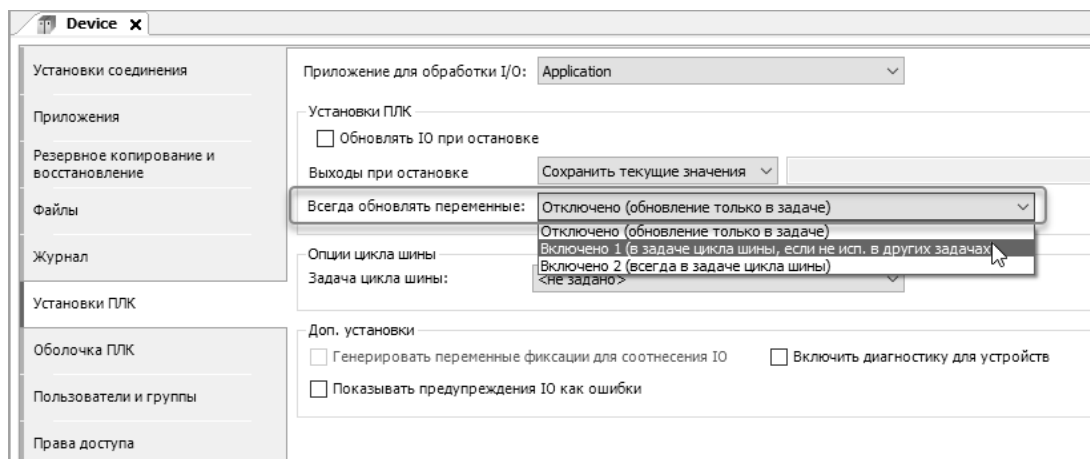 Device
Установки соединения
Приложения
Резервное копирование и
восстановление
Файлы
Журнал
Установки ПЛК
Оболочка ПЛК
Пользователи и группы
Права доступа
Приложение для обработки I/O: Application
Установки ПЛК
Обновлять IO при остановке
Выходы при остановке Сохранить текущие значения
Всегда обновлять переменные: Отключено (обновление только в задаче)
Отключено (обновление только в задаче)
Включено 1 (в задаче цикла шины, если не исп. в других задачах
Включено 2 (всегда в задаче цикла шины)
Опции цикла шины
Задача цикла шины: <не задано>
Доп. установки
Генерировать переменные фиксации для соотнесения IO Включить диагностику для устройств
Показывать предупреждения IO как ошибки